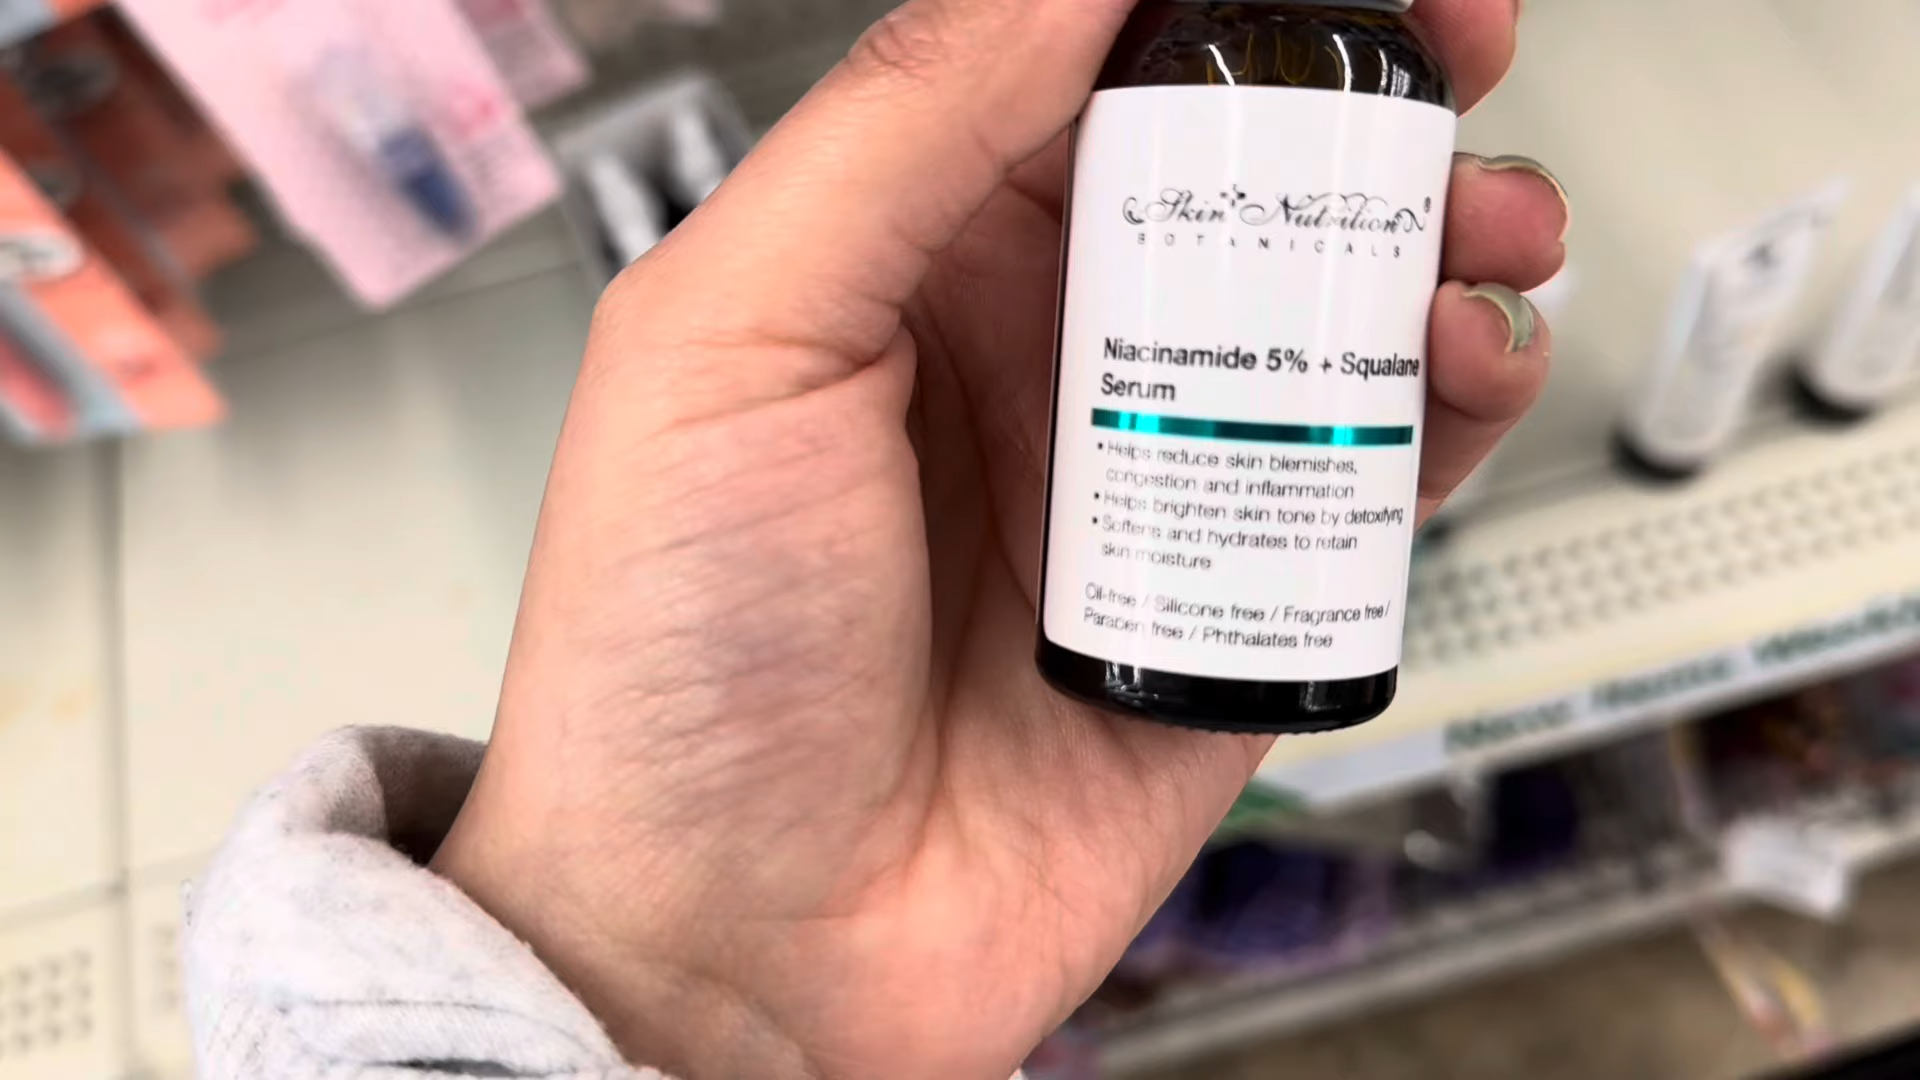 Skin Nutrition®
BOTANICALS
Niacinamide 5% + Squalane
Serum
• Helps reduce skin blemishes,
congestion and inflammation
• Helps brighten skin tone by detoxifying
• Softens and hydrates to retain
skin moisture
Oil-free / Silicone free / Fragrance free /
Paraben free / Phthalates free